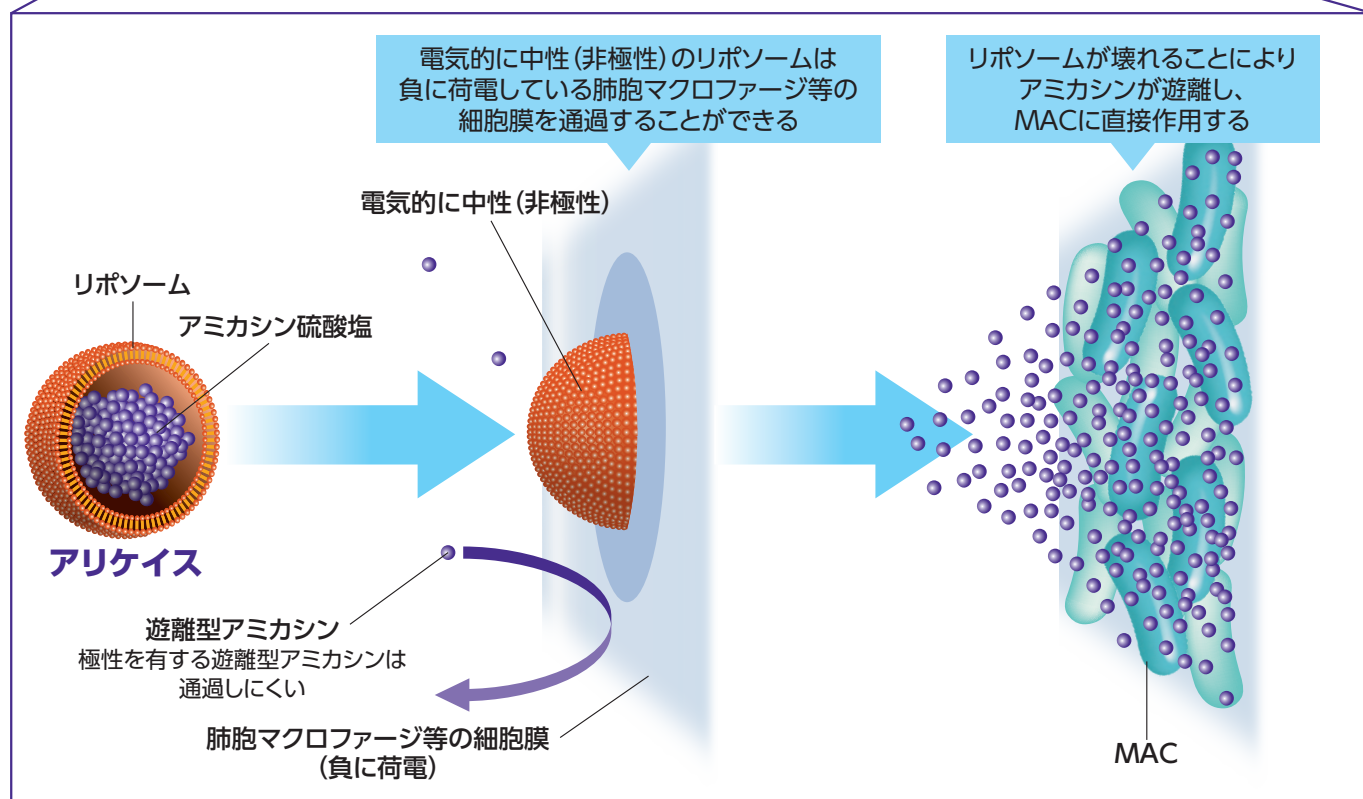 電気的に中性(非極性)のリポソームは
負に荷電している肺胞マクロファージ等の
細胞膜を通過することができる
リポソームが壊れることにより
アミカシンが遊離し、
MACに直接作用する
電気的に中性(非極性)
リポソーム
アミカシン硫酸塩
アリケイス
遊離型アミカシン
極性を有する遊離型アミカシンは
通過しにくい
肺胞マクロファージ等の細胞膜
(負に荷電)
MAC